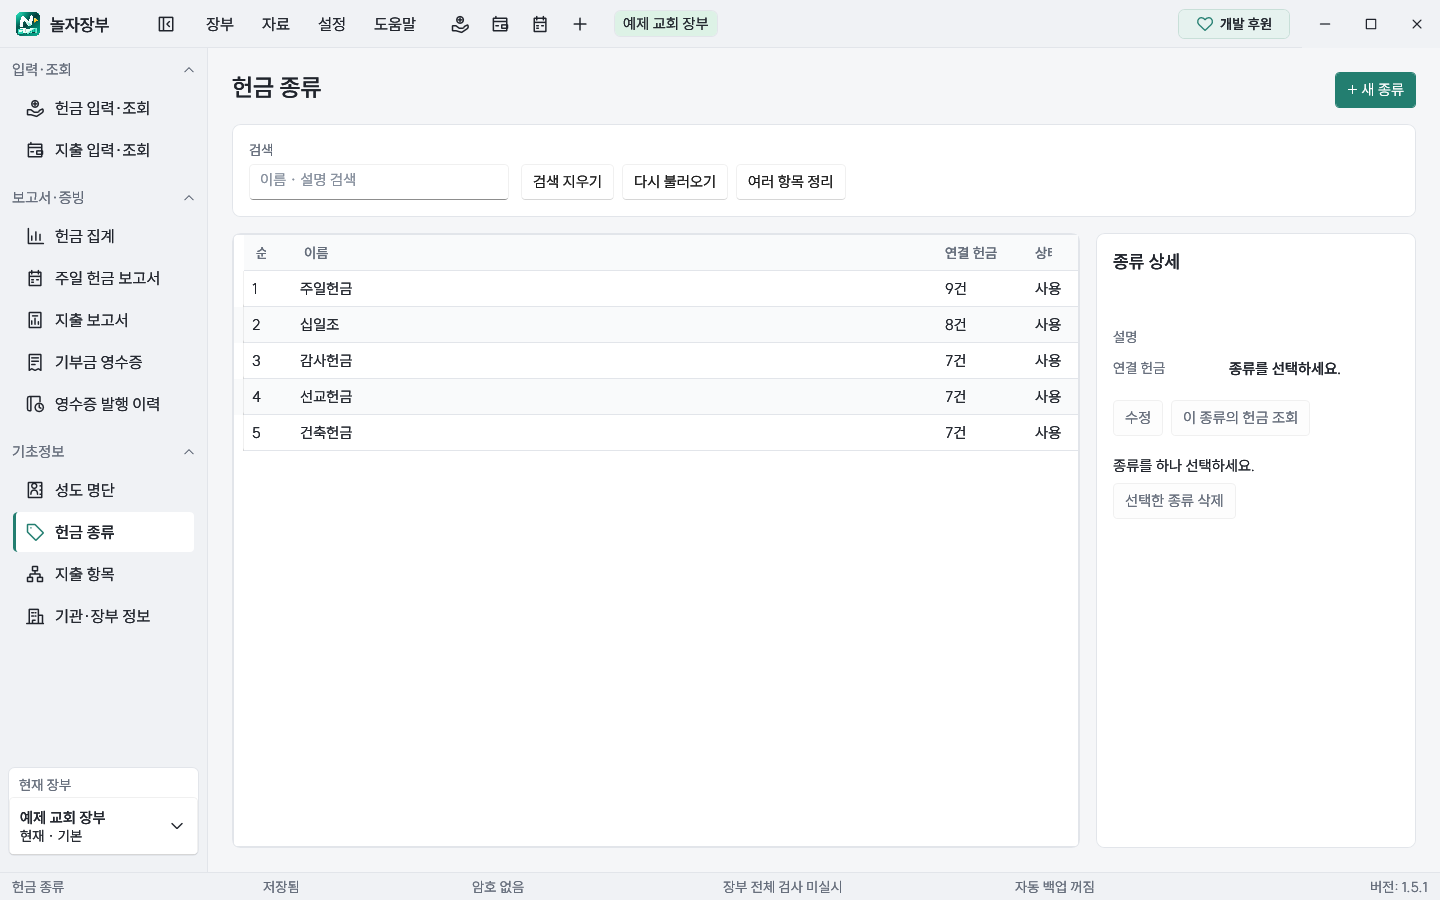 놀자장부
장부 자료 설정 도움말
예제 교회 장부
개발 후원
입력·조회
헌금 입력·조회
지출 입력·조회
보고서·증빙
헌금 집계
주일 헌금 보고서
지출 보고서
기부금 영수증
영수증 발행 이력
기초정보
성도 명단
헌금 종류
지출 항목
기관·장부 정보
현재 장부
예제 교회 장부
현재 · 기본
헌금 종류
+ 새 종류
검색
이름 · 설명 검색
검색 지우기 다시 불러오기 여러 항목 정리
이름 연결 헌금
1 주일헌금 9건 사용
2 십일조 8건 사용
3 감사헌금 7건 사용
4 선교헌금 7건 사용
5 건축헌금 7건 사용
종류 상세
설명
연결 헌금 종류를 선택하세요.
수정 이 종류의 헌금 조회
종류를 하나 선택하세요.
선택한 종류 삭제
헌금 종류 저장됨 암호 없음 장부 전체 검사 미실시 자동 백업 꺼짐 버전: 1.5.1